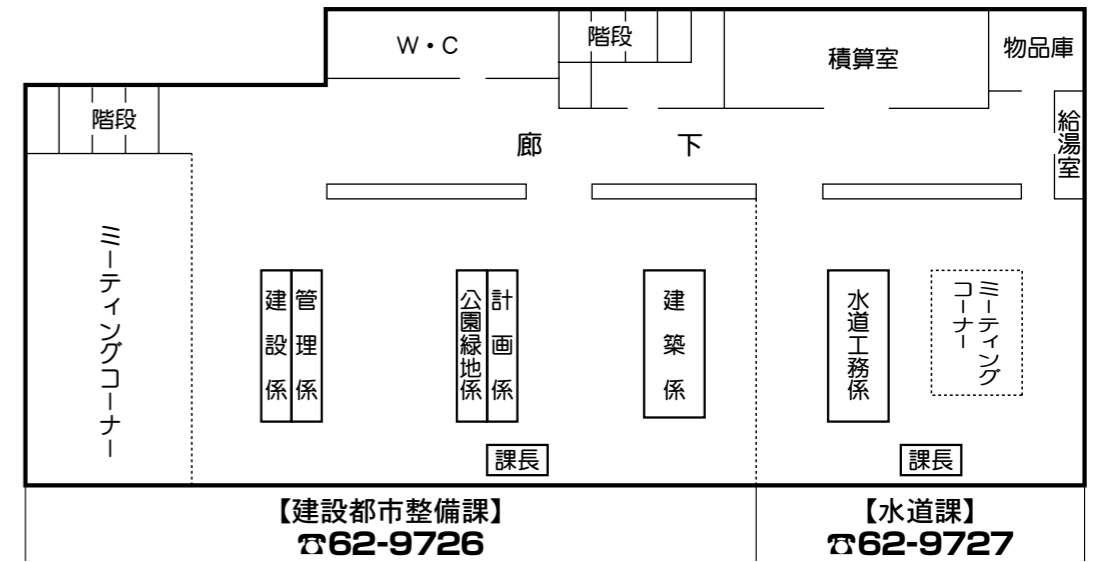 W・C
階段
積算室
物品庫
階段
給湯室
廊下
ミーティングコーナー
建設係
管理係
公園緑地係
計画係
建築係
水道工務係
ミーティング
コーナー
課長
課長
【建設都市整備課】
☎62-9726
【水道課】
☎62-9727